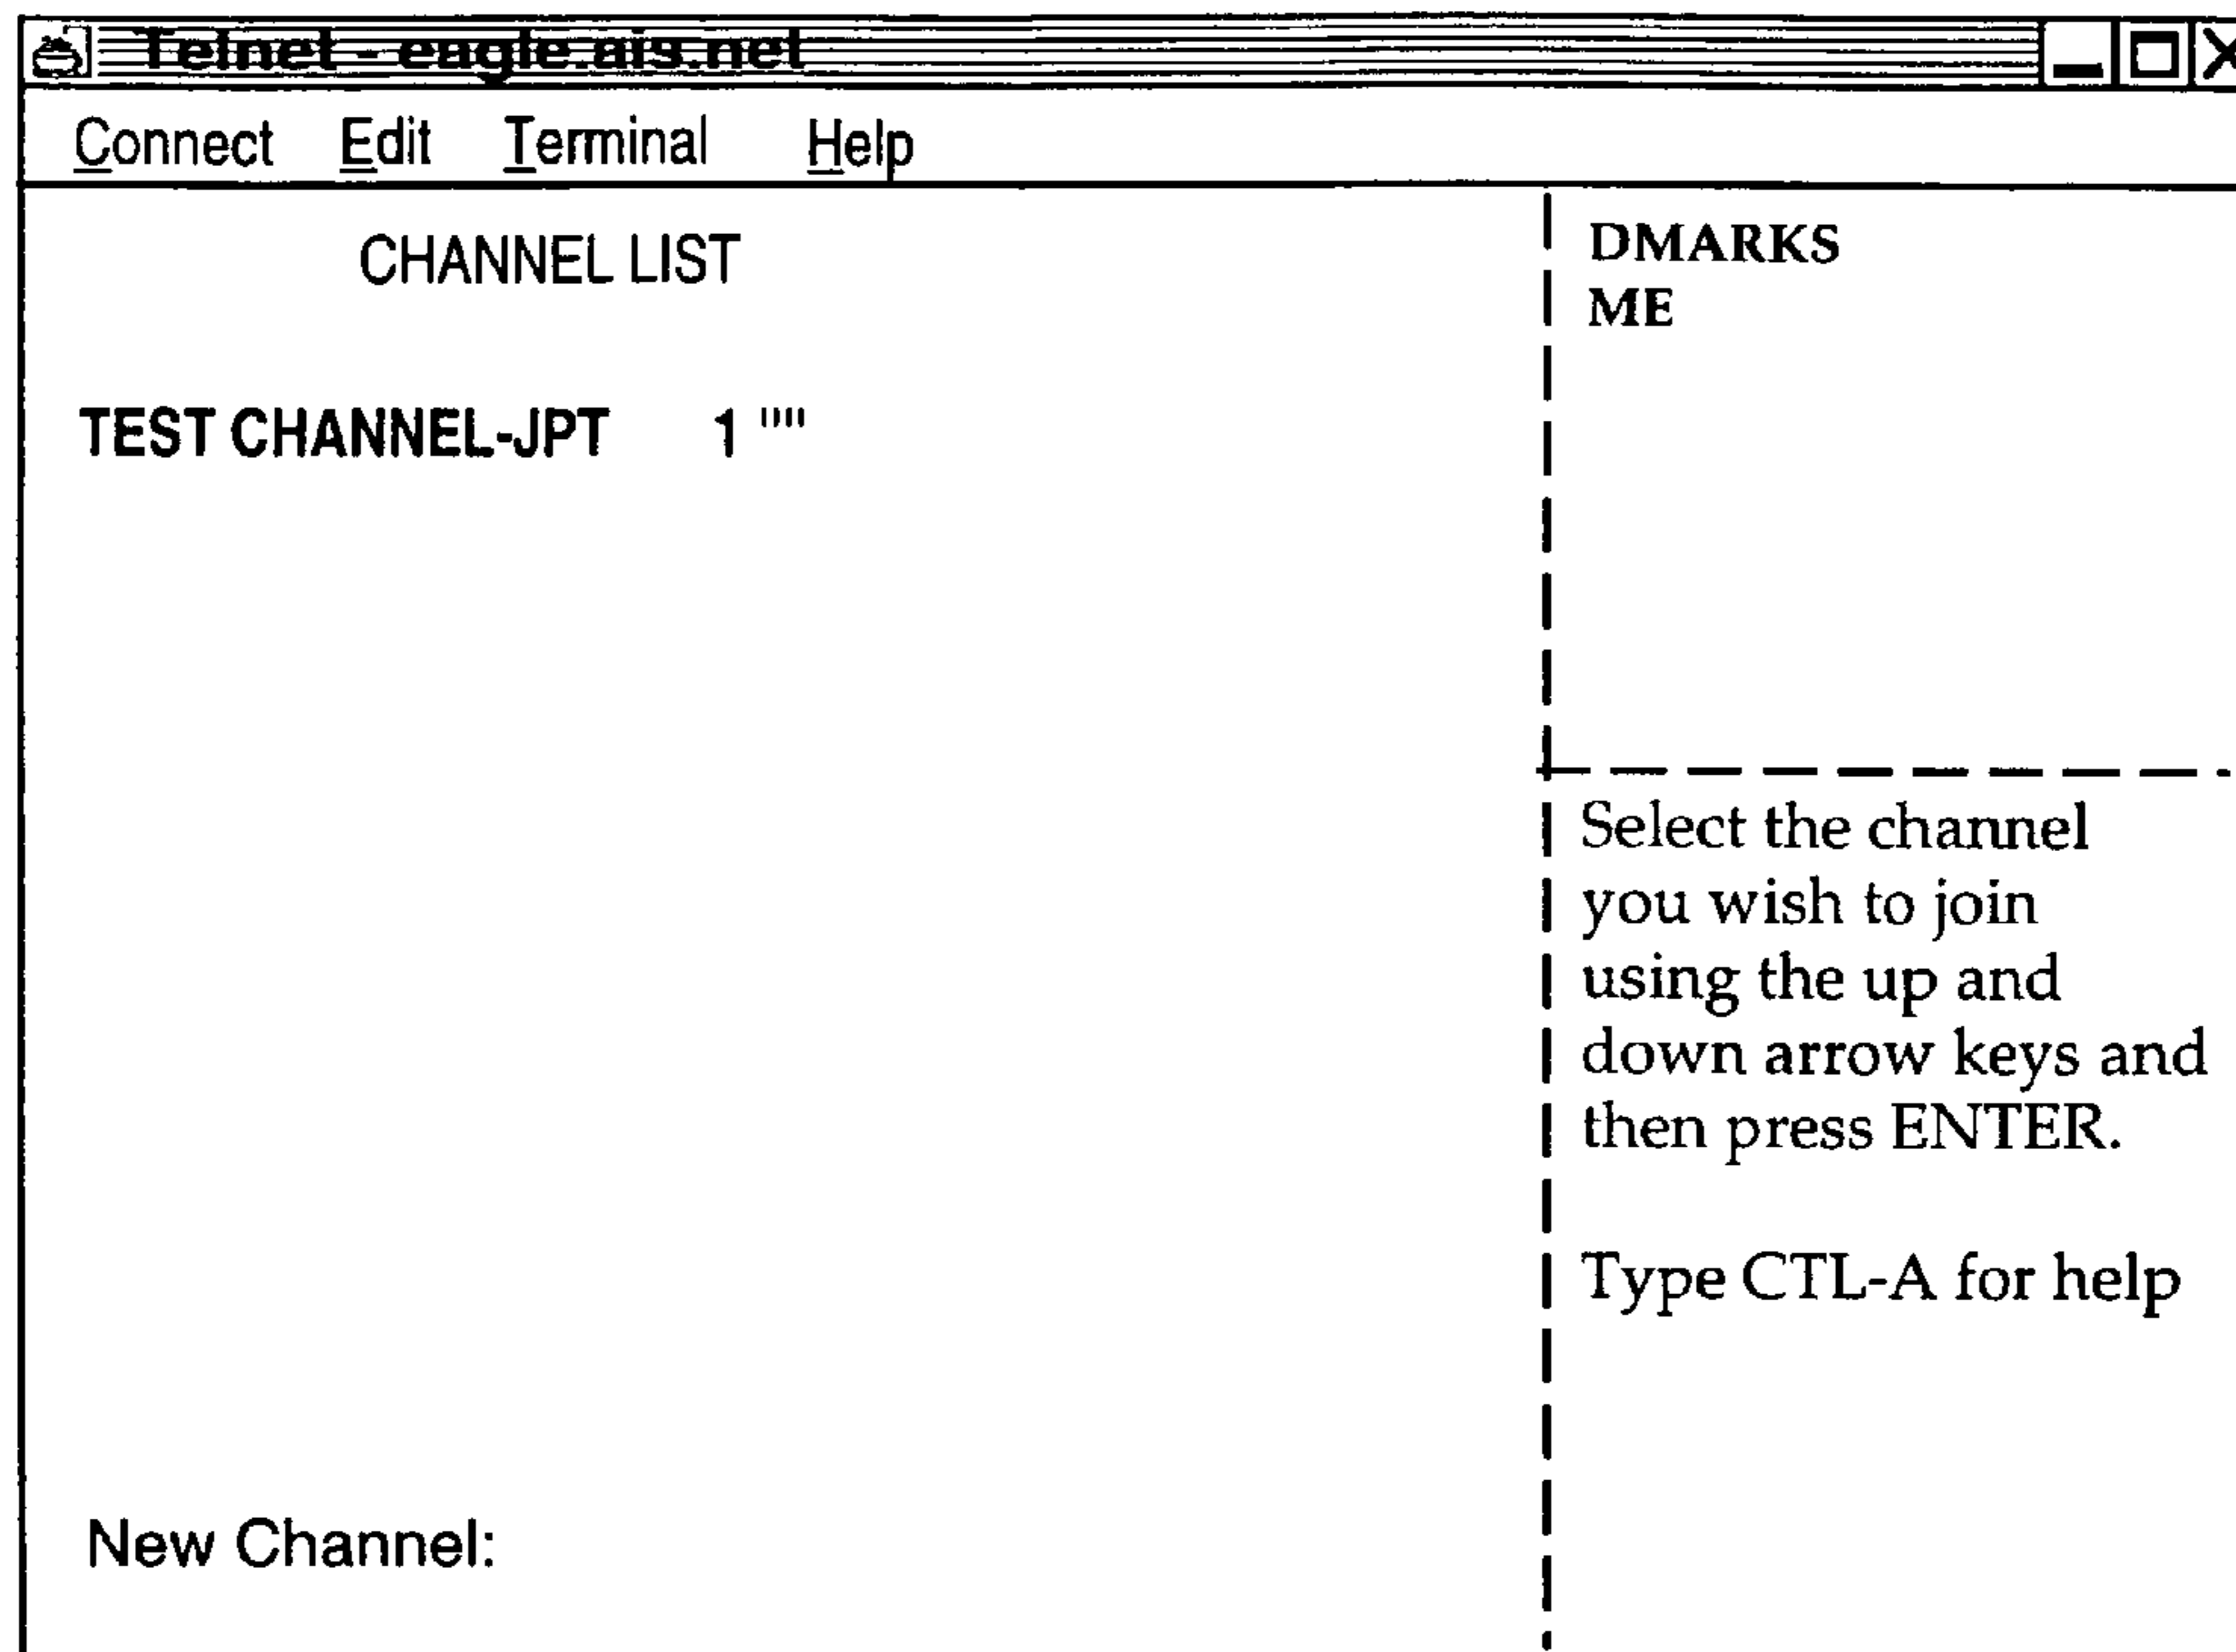 Telnet - eagle.ais.net
Connect Edit Terminal Help
CHANNEL LIST
TEST CHANNEL-JPT 1 ""
New Channel:
DMARKS
ME
Select the channel
you wish to join
using the up and
down arrow keys and
then press ENTER.
Type CTL-A for help